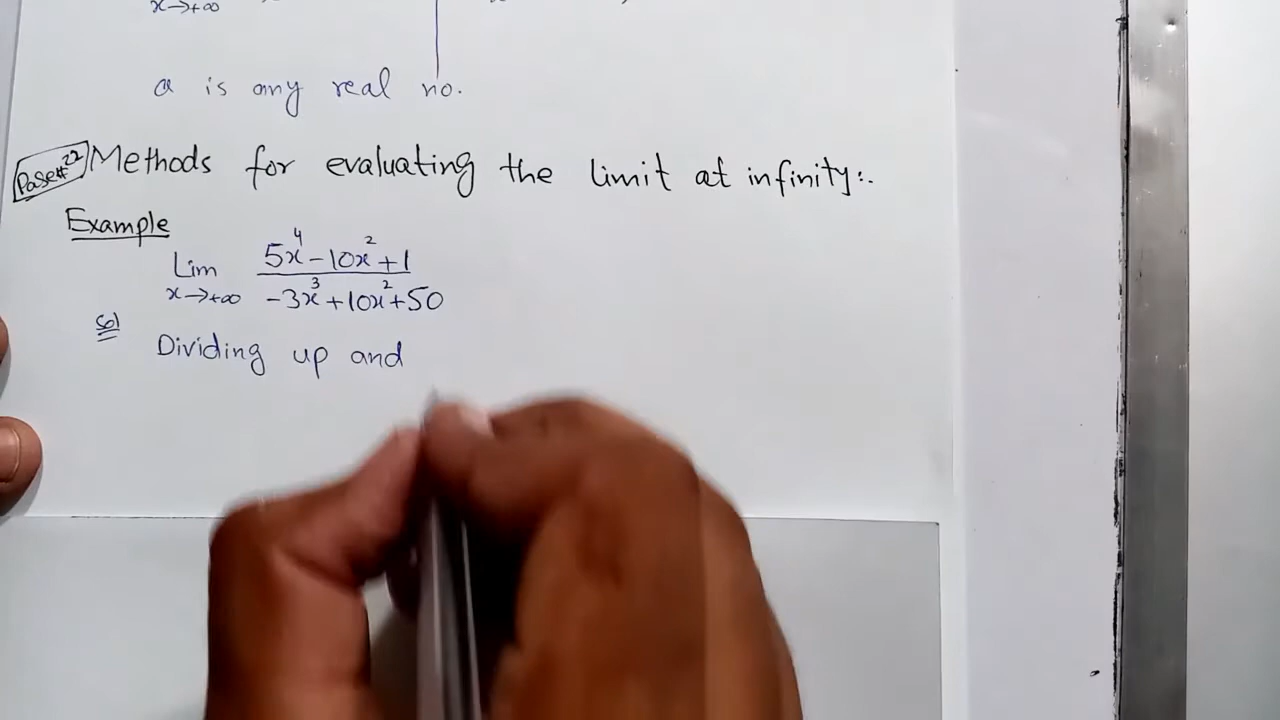 x→+∞
a is any real no.
Page# 22
Methods for evaluating the limit at infinity:.
Example
Lim x→+∞ 5x⁴-10x²+1 / -3x³+10x²+50
Sol
Dividing up and